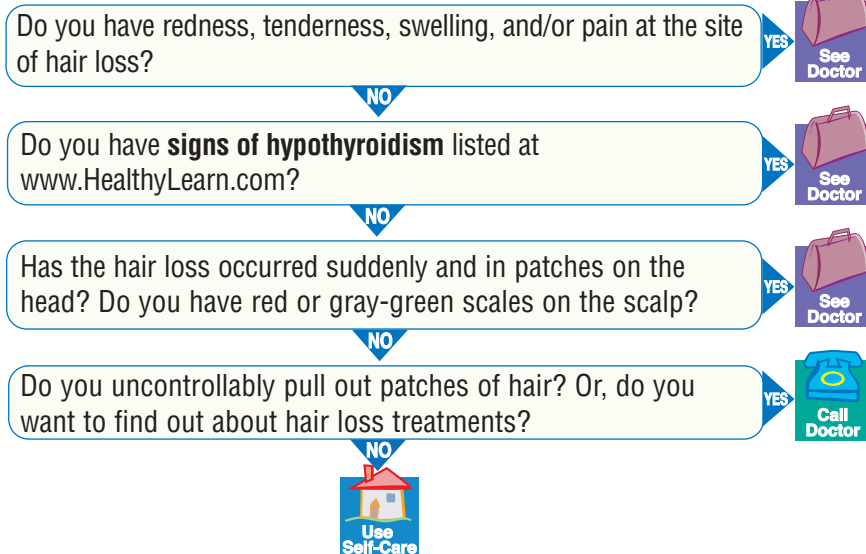 Do you have redness, tenderness, swelling, and/or pain at the site
of hair loss?
YES
See
Doctor
NO
Do you have signs of hypothyroidism listed at
www.HealthyLearn.com?
YES
See
Doctor
NO
Has the hair loss occurred suddenly and in patches on the
head? Do you have red or gray-green scales on the scalp?
YES
See
Doctor
NO
Do you uncontrollably pull out patches of hair? Or, do you
want to find out about hair loss treatments?
YES
Call
Doctor
NO
Use
Self-Care